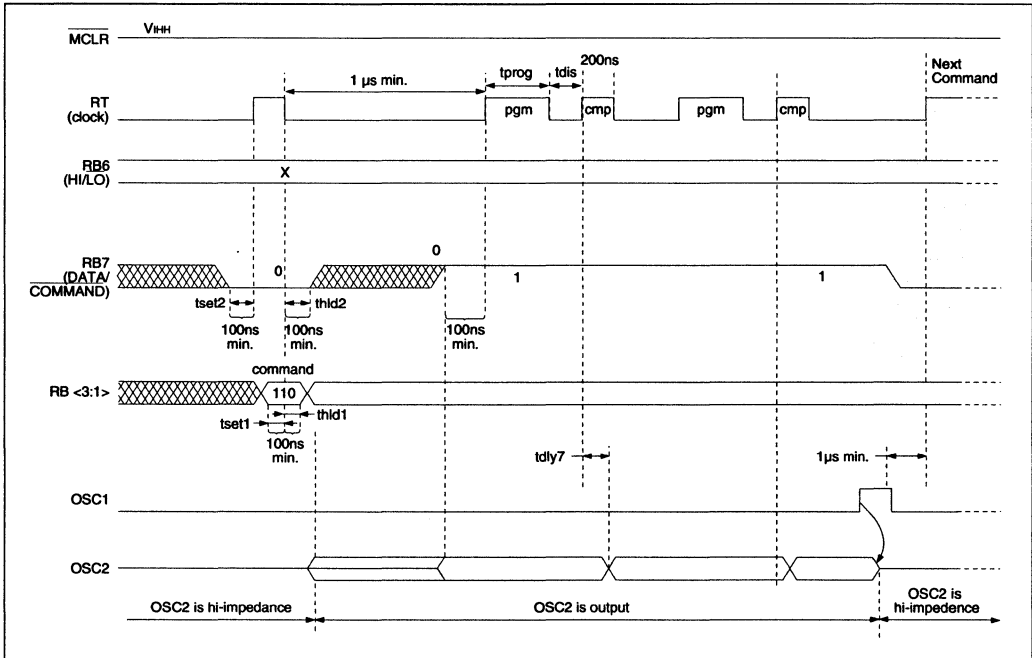 MCLR VIHH
200ns
1 µs min. tprog tdis Next
Command
RT
(clock) pgm cmp pgm cmp
RB6
(HI/LO) X
0
RB7
(DATA/
COMMAND) 0 1 1
tset2 thld2
100ns
min. 100ns
min. 100ns
min.
command
RB <3:1> 110
tset1 thld1
100ns
min.
tdly7 1µs min.
OSC1
OSC2
OSC2 is hi-impedance OSC2 is output OSC2 is
hi-impedence